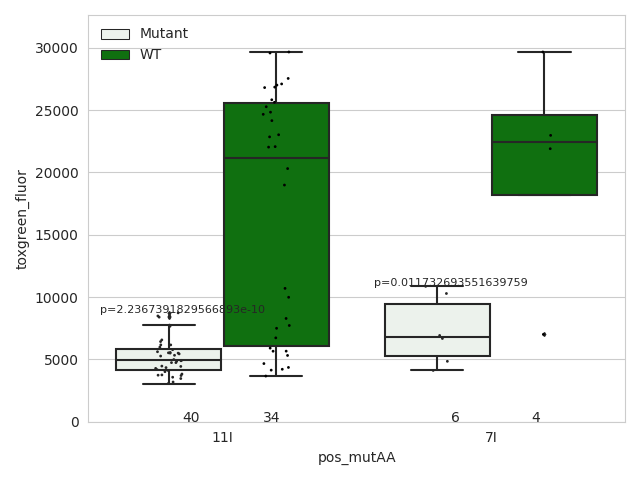 Mutant
WT
30000
25000
20000
15000
10000
5000
0
toxgreen_fluor
p=2.2367391829566893e-10
p=0.011732693551639759
40 34 6 4
11I 7I
pos_mutAA